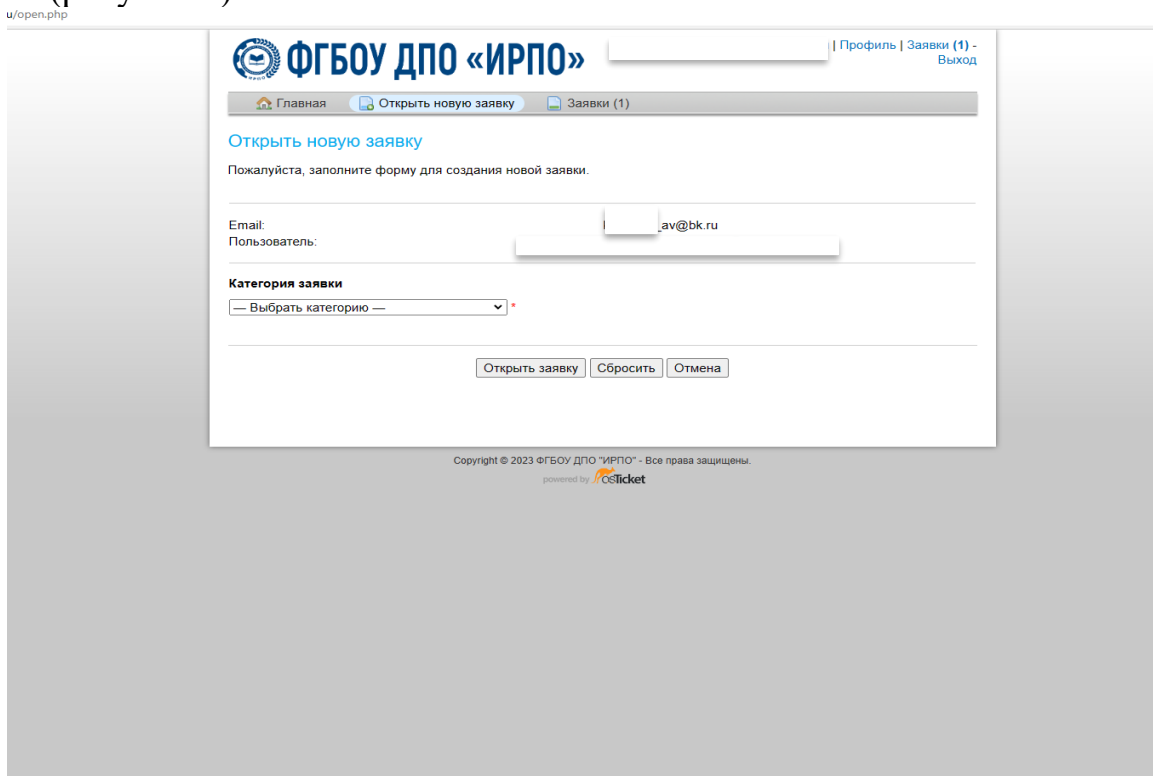 u/open.php
ФГБОУ ДПО «ИРПО»
| Профиль | Заявки (1) -
Выход
Главная Открыть новую заявку Заявки (1)
Открыть новую заявку
Пожалуйста, заполните форму для создания новой заявки.
Email: _av@bk.ru
Пользователь:
Категория заявки
— Выбрать категорию — *
Открыть заявку Сбросить Отмена
Copyright © 2023 ФГБОУ ДПО "ИРПО" - Все права защищены.
powered by osTicket